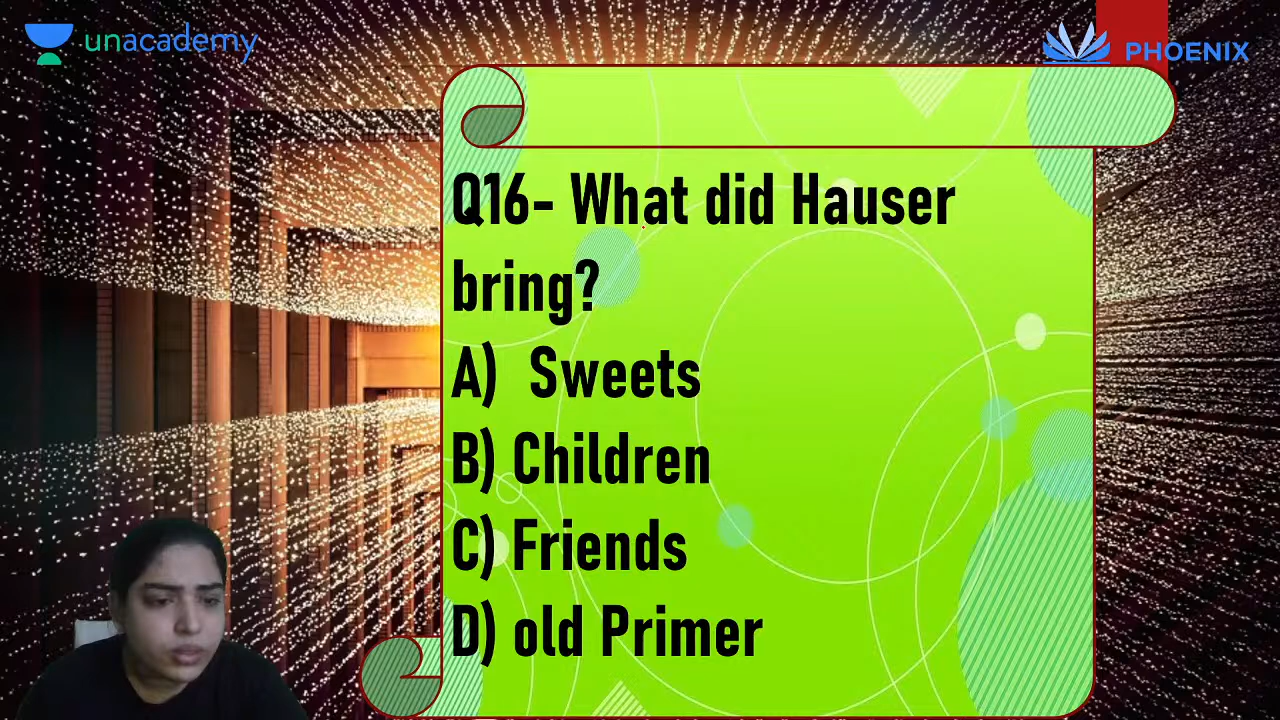 unacademy
PHOENIX
Q16- What did Hauser
bring?
A) Sweets
B) Children
C) Friends
D) old Primer